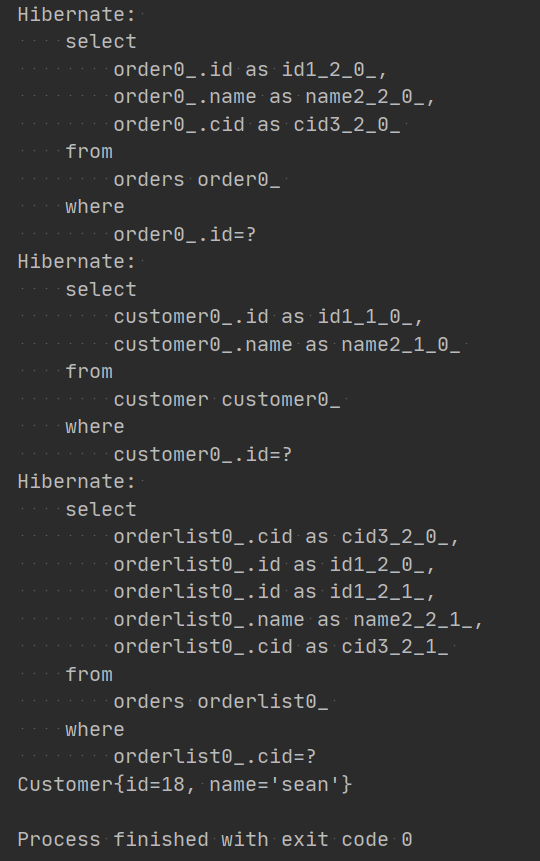 Hibernate:
    select
        order0_.id as id1_2_0_,
        order0_.name as name2_2_0_,
        order0_.cid as cid3_2_0_
    from
        orders order0_
    where
        order0_.id=?
Hibernate:
    select
        customer0_.id as id1_1_0_,
        customer0_.name as name2_1_0_
    from
        customer customer0_
    where
        customer0_.id=?
Hibernate:
    select
        orderlist0_.cid as cid3_2_0_,
        orderlist0_.id as id1_2_0_,
        orderlist0_.id as id1_2_1_,
        orderlist0_.name as name2_2_1_,
        orderlist0_.cid as cid3_2_1_
    from
        orders orderlist0_
    where
        orderlist0_.cid=?
Customer{id=18, name='sean'}
Process finished with exit code 0